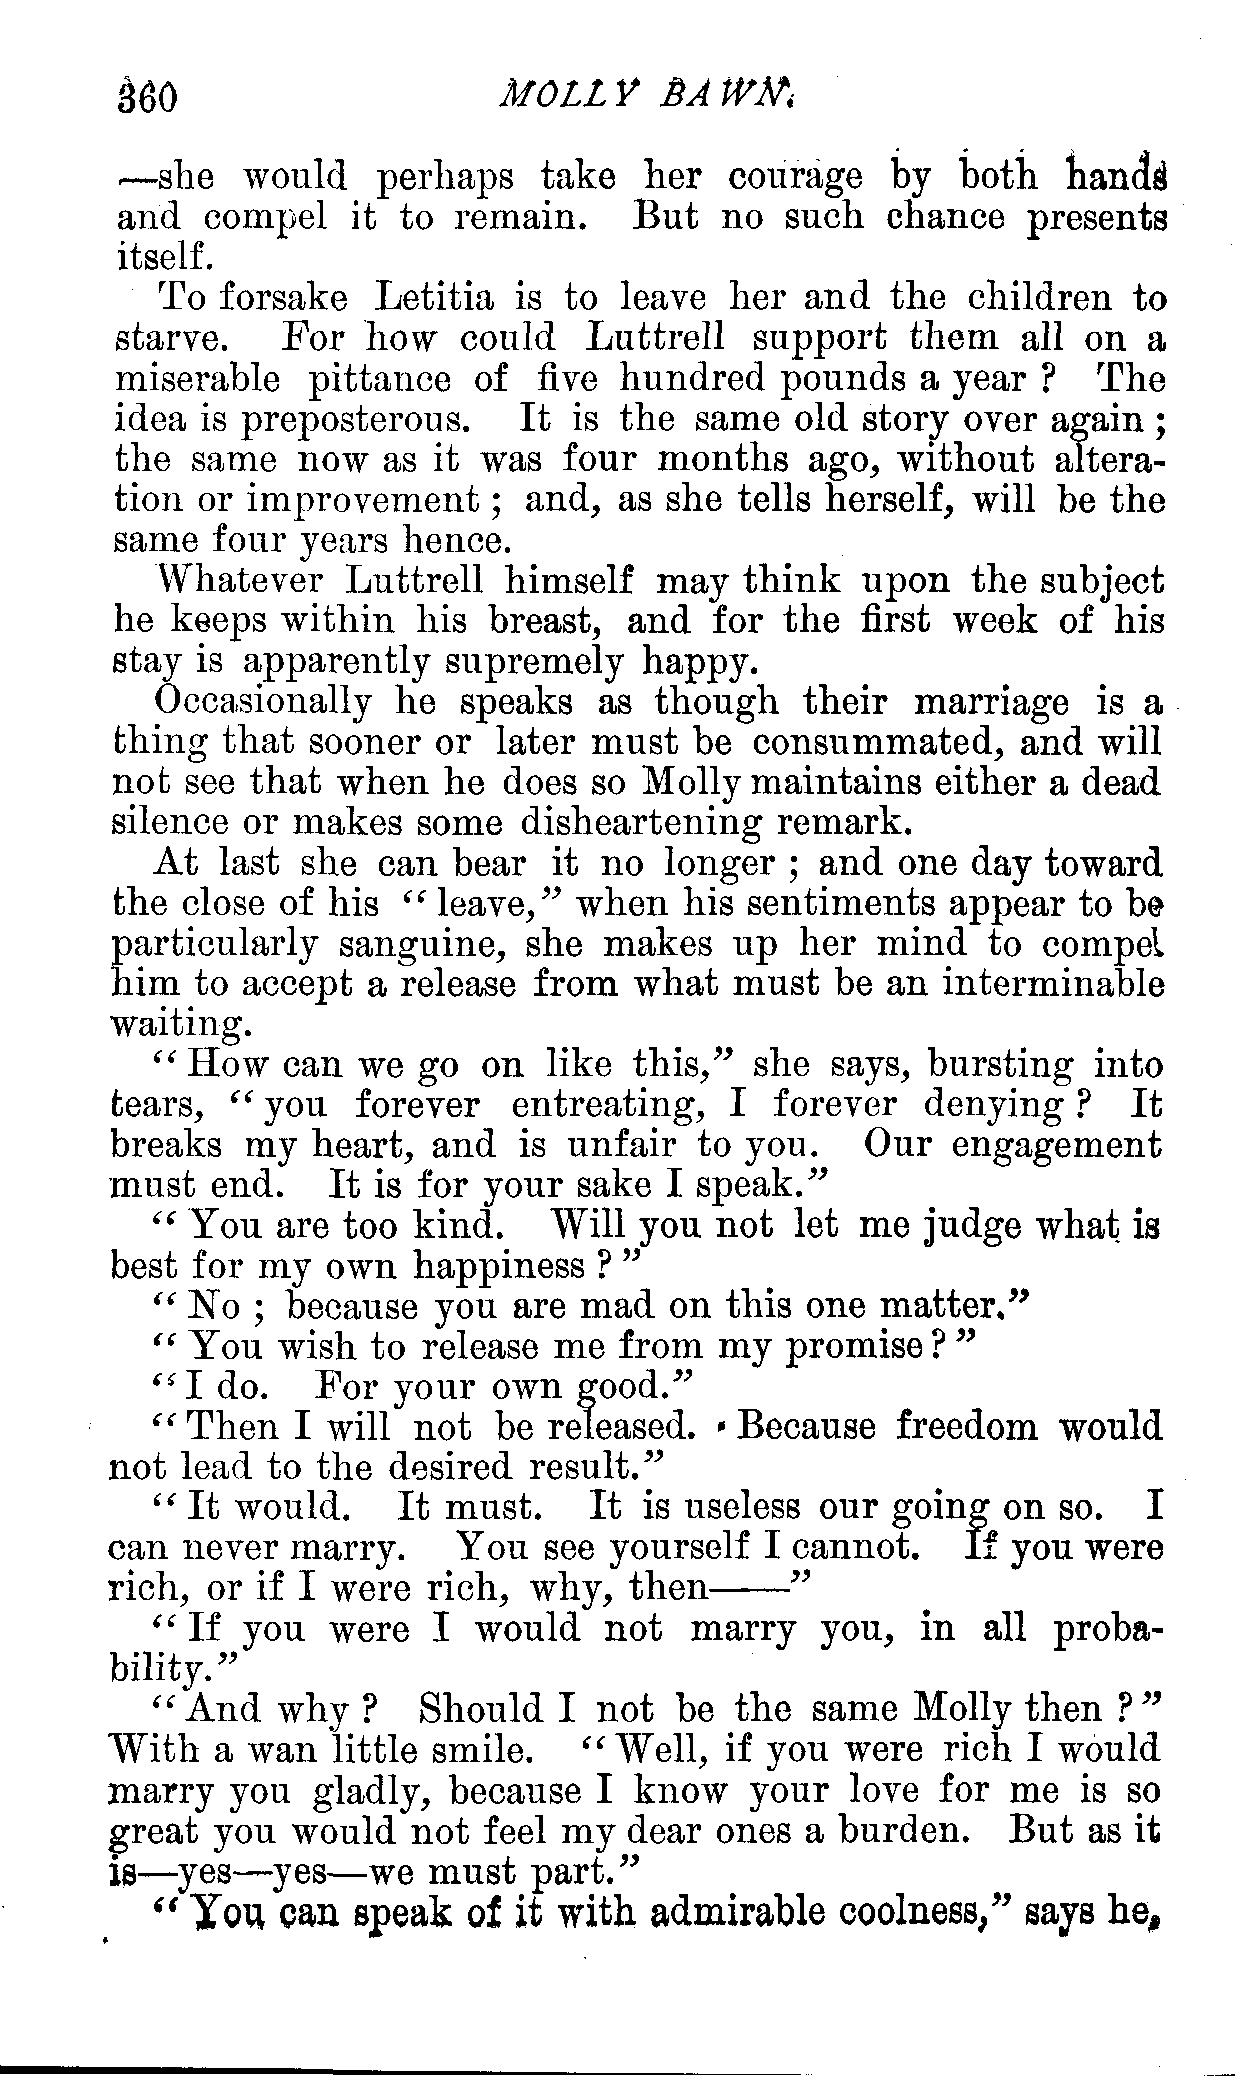 360 MOLLY BAWN.
—she would perhaps take her courage by both hands
and compel it to remain. But no such chance presents
itself.
To forsake Letitia is to leave her and the children to
starve. For how could Luttrell support them all on a
miserable pittance of five hundred pounds a year ? The
idea is preposterous. It is the same old story over again ;
the same now as it was four months ago, without altera-
tion or improvement ; and, as she tells herself, will be the
same four years hence.
Whatever Luttrell himself may think upon the subject
he keeps within his breast, and for the first week of his
stay is apparently supremely happy.
Occasionally he speaks as though their marriage is a
thing that sooner or later must be consummated, and will
not see that when he does so Molly maintains either a dead
silence or makes some disheartening remark.
At last she can bear it no longer ; and one day toward
the close of his “ leave,” when his sentiments appear to be
particularly sanguine, she makes up her mind to compel
him to accept a release from what must be an interminable
waiting.
“ How can we go on like this,” she says, bursting into
tears, “ you forever entreating, I forever denying ? It
breaks my heart, and is unfair to you. Our engagement
must end. It is for your sake I speak.”
“ You are too kind. Will you not let me judge what is
best for my own happiness ? ”
“ No ; because you are mad on this one matter.”
“ You wish to release me from my promise ? ”
“ I do. For your own good.”
“ Then I will not be released. Because freedom would
not lead to the desired result.”
“ It would. It must. It is useless our going on so. I
can never marry. You see yourself I cannot. If you were
rich, or if I were rich, why, then——”
“ If you were I would not marry you, in all proba-
bility.”
“ And why ? Should I not be the same Molly then ? ”
With a wan little smile. “ Well, if you were rich I would
marry you gladly, because I know your love for me is so
great you would not feel my dear ones a burden. But as it
is—yes—yes—we must part.”
“ You can speak of it with admirable coolness,” says he,